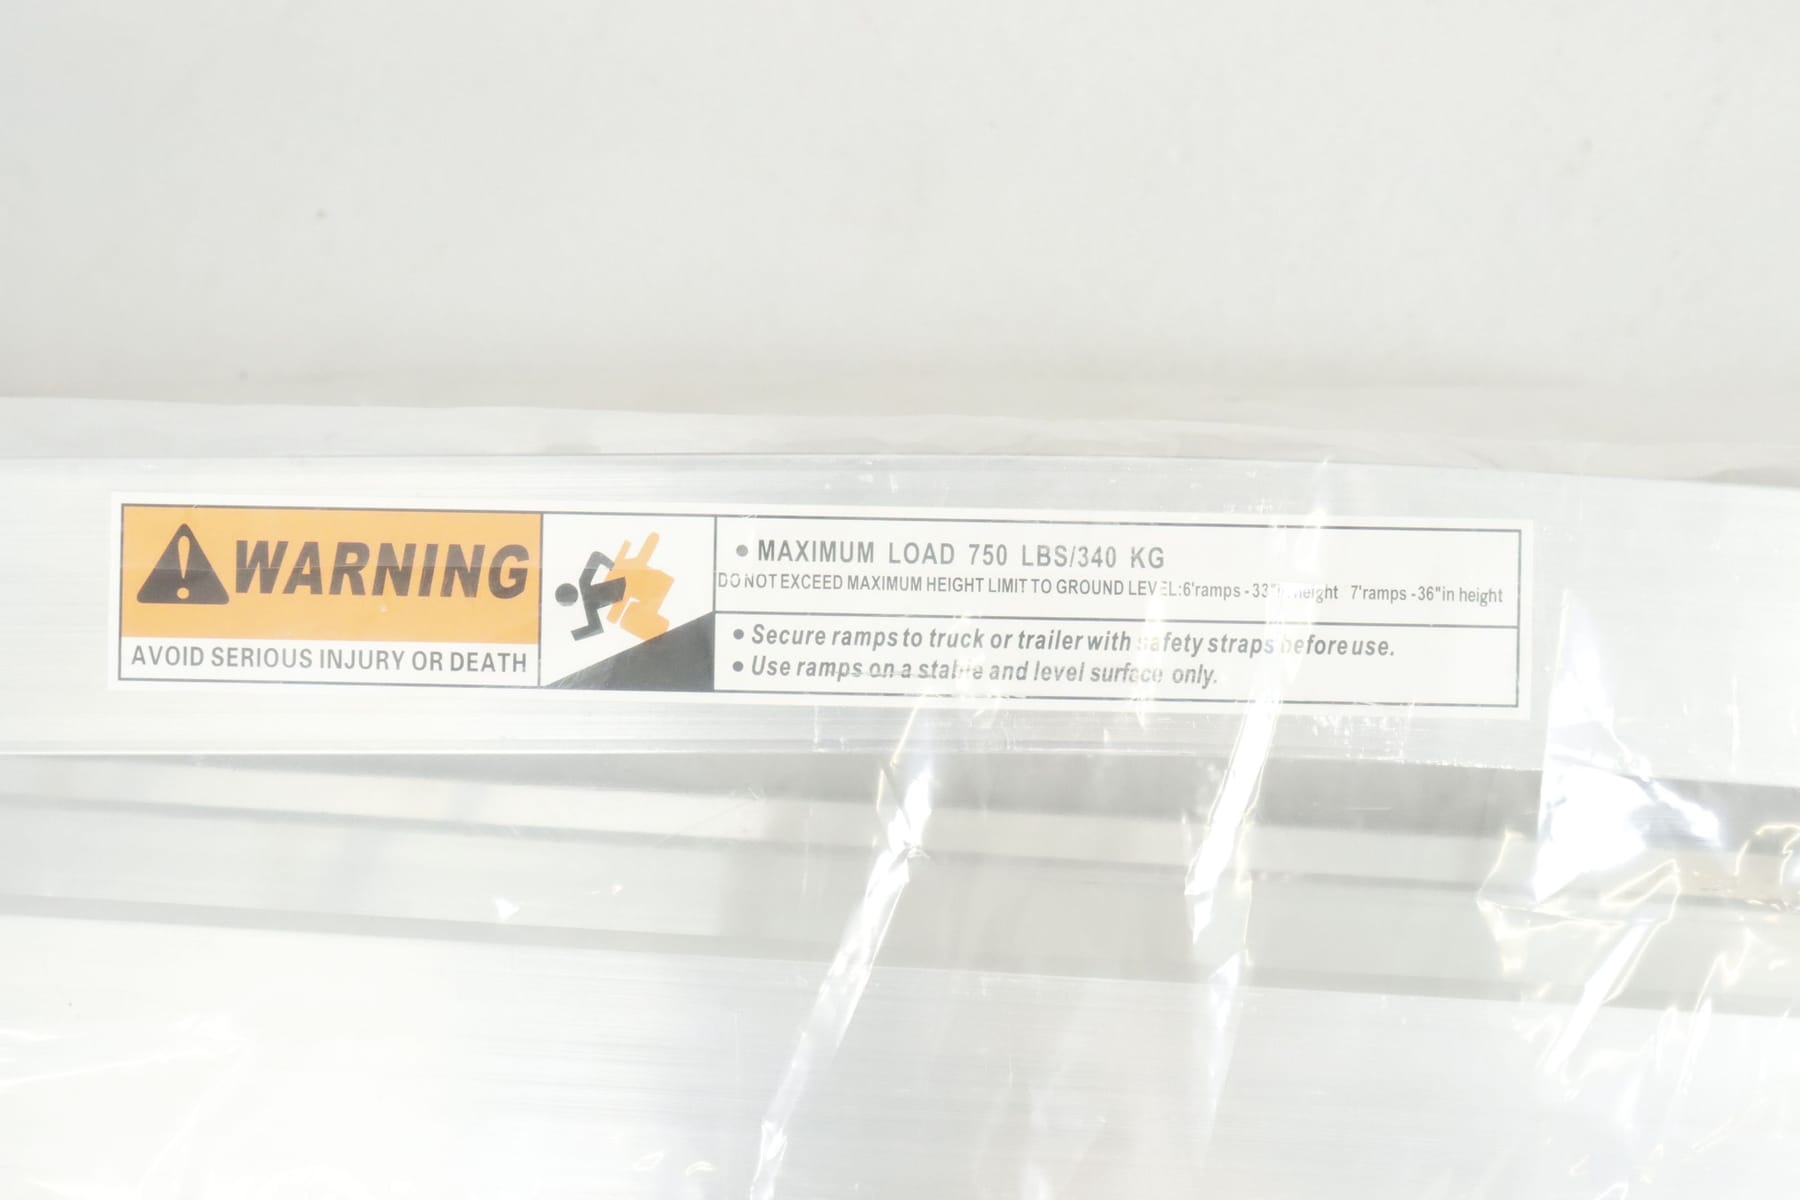 WARNING
AVOID SERIOUS INJURY OR DEATH
• MAXIMUM LOAD 750 LBS/340 KG
DO NOT EXCEED MAXIMUM HEIGHT LIMIT TO GROUND LEVEL:6'ramps - 33"in height 7'ramps -36"in height
• Secure ramps to truck or trailer with safety straps before use.
• Use ramps on a stable and level surface only.